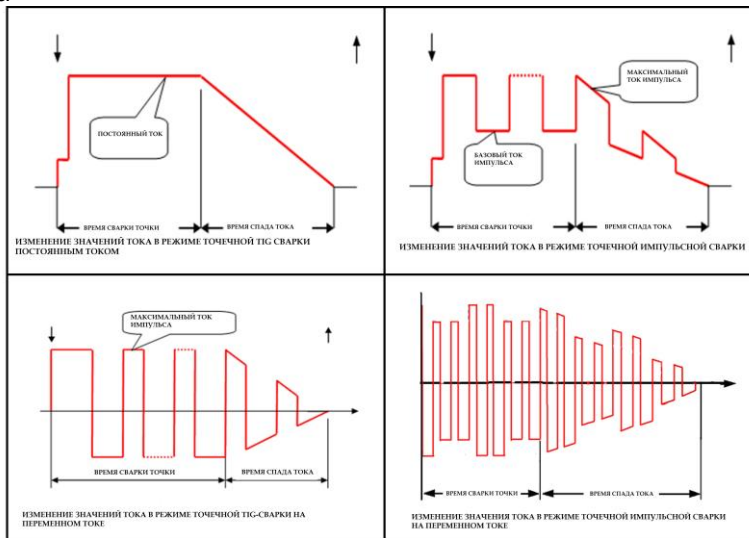 ПОСТОЯННЫЙ ТОК
ВРЕМЯ СВАРКИ ТОЧКИ
ВРЕМЯ СПАДА ТОКА
ИЗМЕНЕНИЕ ЗНАЧЕНИЙ ТОКА В РЕЖИМЕ ТОЧЕЧНОЙ TIG СВАРКИ
ПОСТОЯННЫМ ТОКОМ
МАКСИМАЛЬНЫЙ
ТОК ИМПУЛЬСА
БАЗОВЫЙ ТОК
ИМПУЛЬСА
ВРЕМЯ СВАРКИ ТОЧКИ
ВРЕМЯ СПАДА ТОКА
ИЗМЕНЕНИЕ ЗНАЧЕНИЙ ТОКА В РЕЖИМЕ ТОЧЕЧНОЙ ИМПУЛЬСНОЙ СВАРКИ
МАКСИМАЛЬНЫЙ ТОК
ИМПУЛЬСА
ВРЕМЯ СВАРКИ ТОЧКИ
ВРЕМЯ СПАДА ТОКА
ИЗМЕНЕНИЕ ЗНАЧЕНИЙ ТОКА В РЕЖИМЕ ТОЧЕЧНОЙ TIG-СВАРКИ НА
ПЕРЕМЕННОМ ТОКЕ
ВРЕМЯ СВАРКИ ТОЧКИ
ВРЕМЯ СПАДА ТОКА
ИЗМЕНЕНИЕ ЗНАЧЕНИЯ ТОКА В РЕЖИМЕ ТОЧЕЧНОЙ ИМПУЛЬСНОЙ СВАРКИ
НА ПЕРЕМЕННОМ ТОКЕ